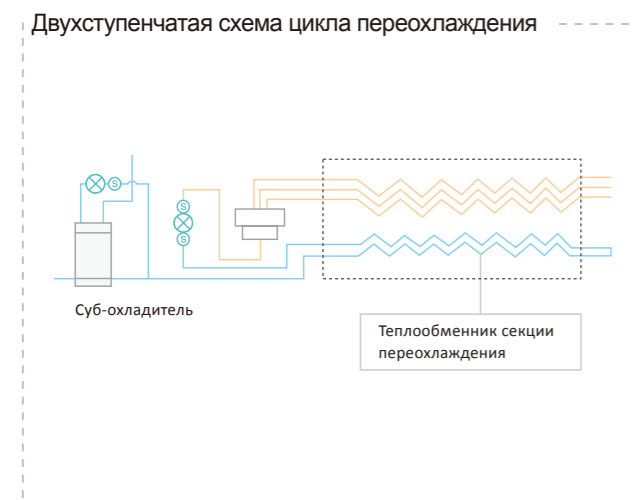 Двухступенчатая схема цикла переохлаждения
S
S
S
Суб-охладитель
Теплообменник секции
переохлаждения